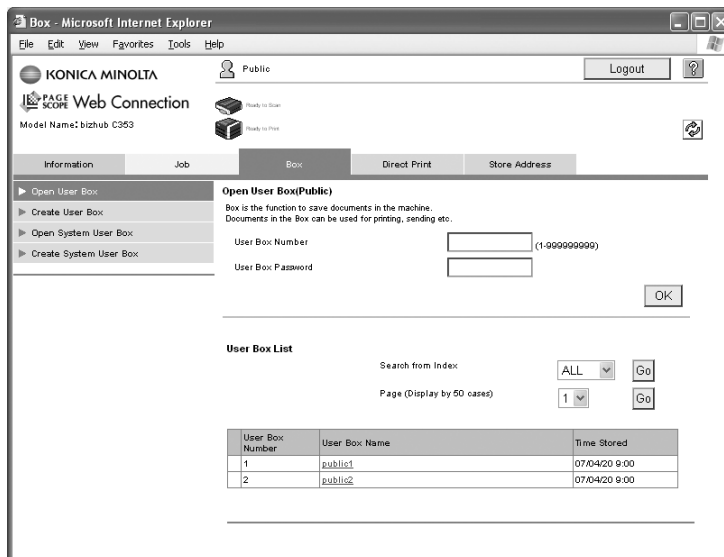 Box - Microsoft Internet Explorer
File Edit View Favorites Tools Help
KONICA MINOLTA
Public
Logout
?
PAGE SCOPE Web Connection
Ready to Scan
Model Name: bizhub C353
Ready to Print
Information Job Box Direct Print Store Address
Open User Box
Create User Box
Open System User Box
Create System User Box
Open User Box(Public)
Box is the function to save documents in the machine.
Documents in the Box can be used for printing, sending etc.
User Box Number (1-999999999)
User Box Password
OK
User Box List
Search from Index ALL Go
Page (Display by 50 cases) 1 Go
User Box Number User Box Name Time Stored
1 public1 07/04/20 9:00
2 public2 07/04/20 9:00